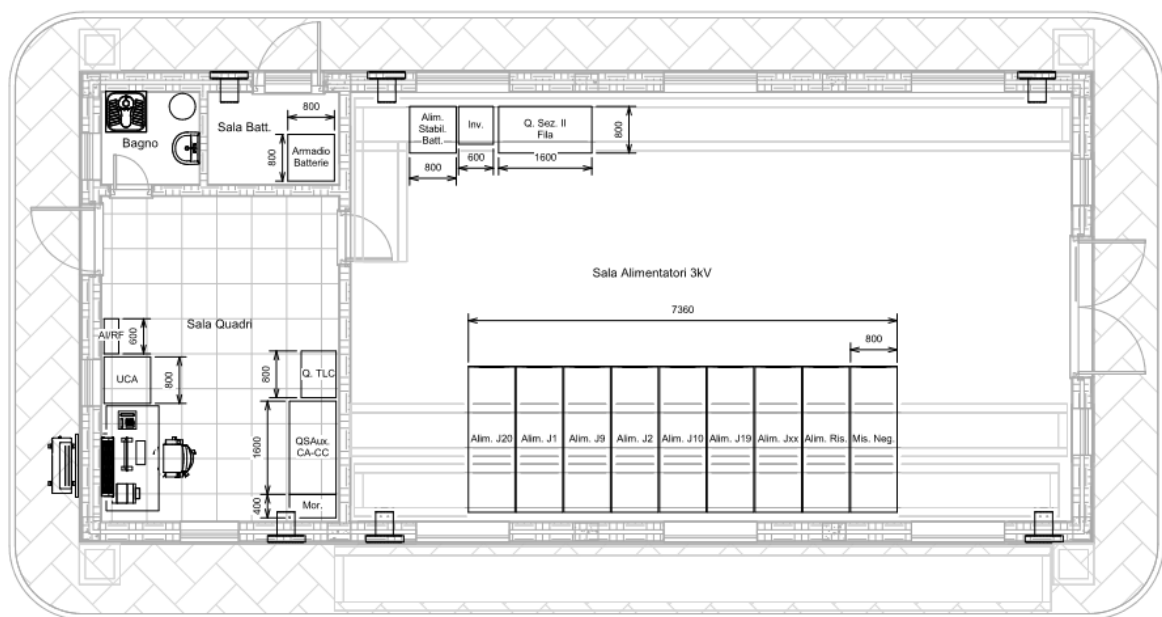 800
Sala Batt.
Bagno
800
Armadio
Batterie
Alim.
Stabil.
Batt.
Inv.
Q. Sez. II
Fila
800
800
600
1600
Sala Alimentatori 3kV
7360
800
Sala Quadri
AI/RF
600
UCA
800
800
Q. TLC
1600
QSAux.
CA-CC
400
Mor.
Alim. J20
Alim. J1
Alim. J9
Alim. J2
Alim. J10
Alim. J19
Alim. Jxx
Alim. Ris.
Mis. Neg.